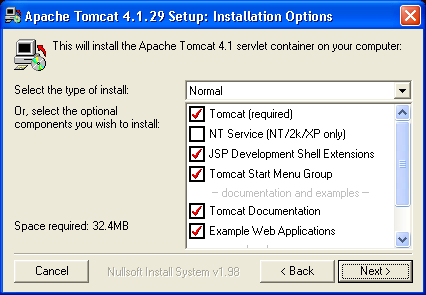 Apache Tomcat 4.1.29 Setup: Installation Options
This will install the Apache Tomcat 4.1 servlet container on your computer:
Select the type of install:
Normal
Or, select the optional
components you wish to install:
Tomcat (required)
NT Service (NT/2k/XP only)
JSP Development Shell Extensions
Tomcat Start Menu Group
-- documentation and examples --
Tomcat Documentation
Example Web Applications
Space required: 32.4MB
Cancel
Nullsoft Install System v1.98
< Back
Next >